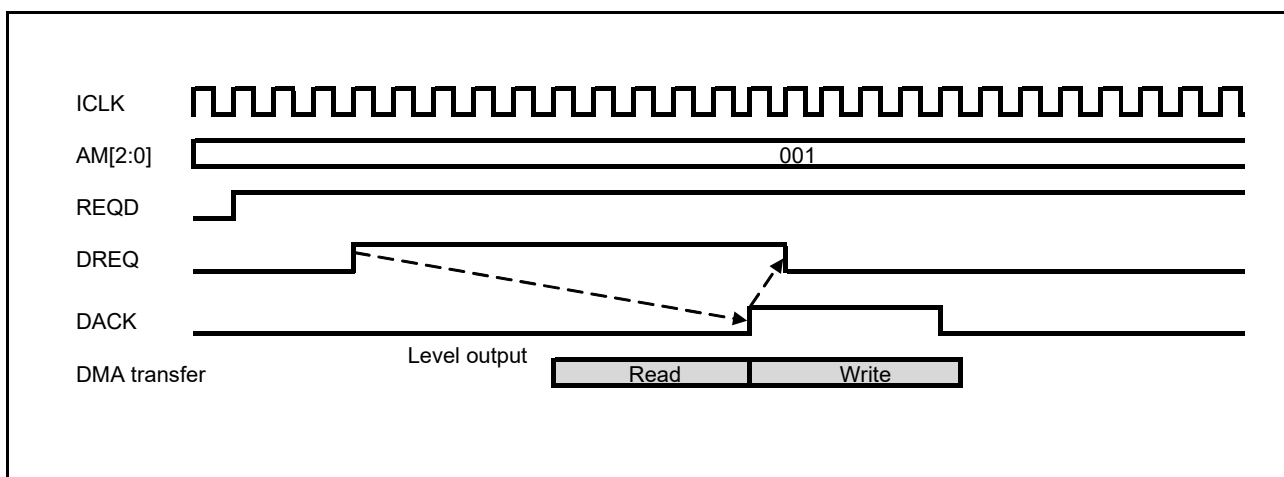 ICLK
AM[2:0] 001
REQD
DREQ
DACK
Level output
DMA transfer Read Write